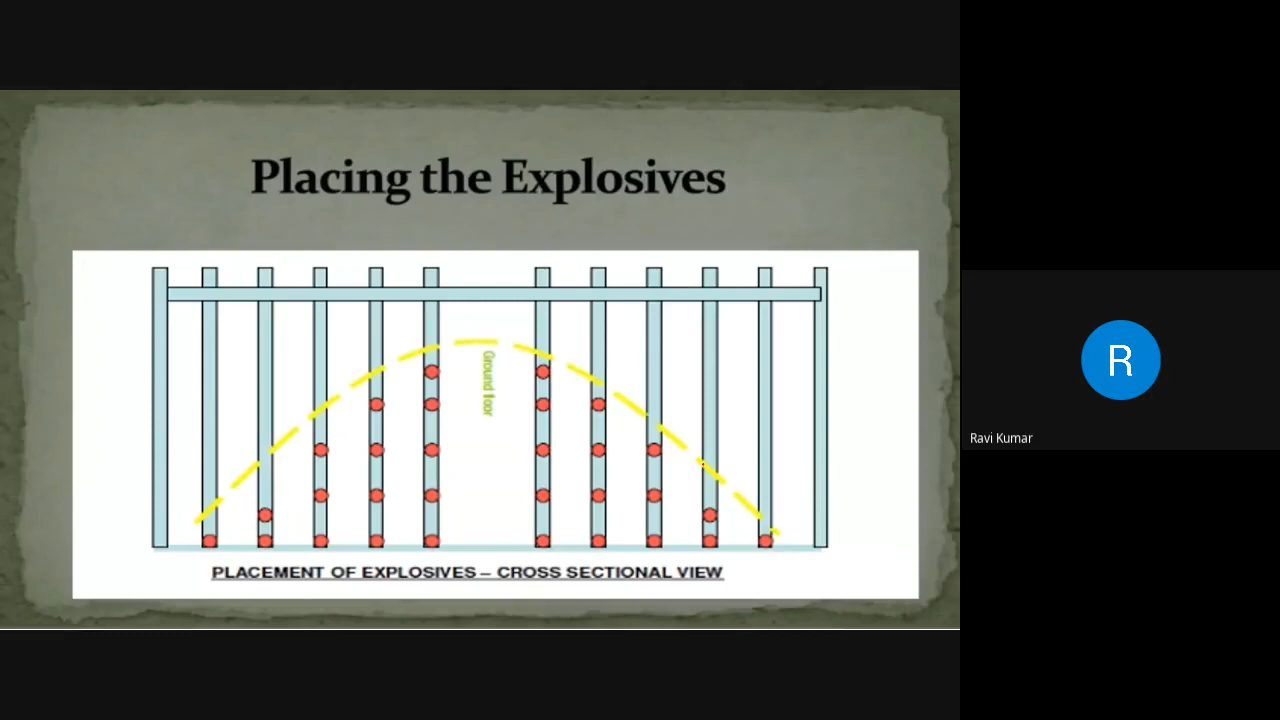 Placing the Explosives
Ground floor
PLACEMENT OF EXPLOSIVES – CROSS SECTIONAL VIEW
R
Ravi Kumar